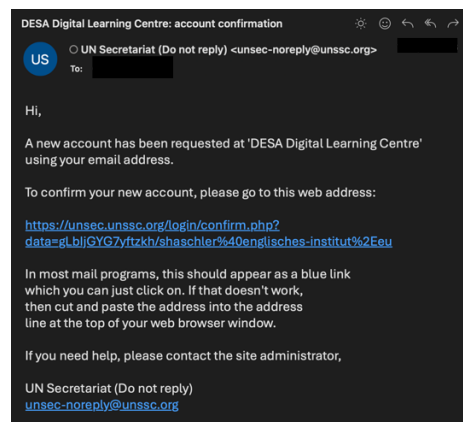 DESA Digital Learning Centre: account confirmation
US
UN Secretariat (Do not reply) <unsec-noreply@unssc.org>
To:
Hi,
A new account has been requested at 'DESA Digital Learning Centre'
using your email address.
To confirm your new account, please go to this web address:
https://unsec.unssc.org/login/confirm.php?
data=gLbIjGYG7yftzkh/shaschler%40englisches-institut%2Eeu
In most mail programs, this should appear as a blue link
which you can just click on. If that doesn't work,
then cut and paste the address into the address
line at the top of your web browser window.
If you need help, please contact the site administrator,
UN Secretariat (Do not reply)
unsec-noreply@unssc.org